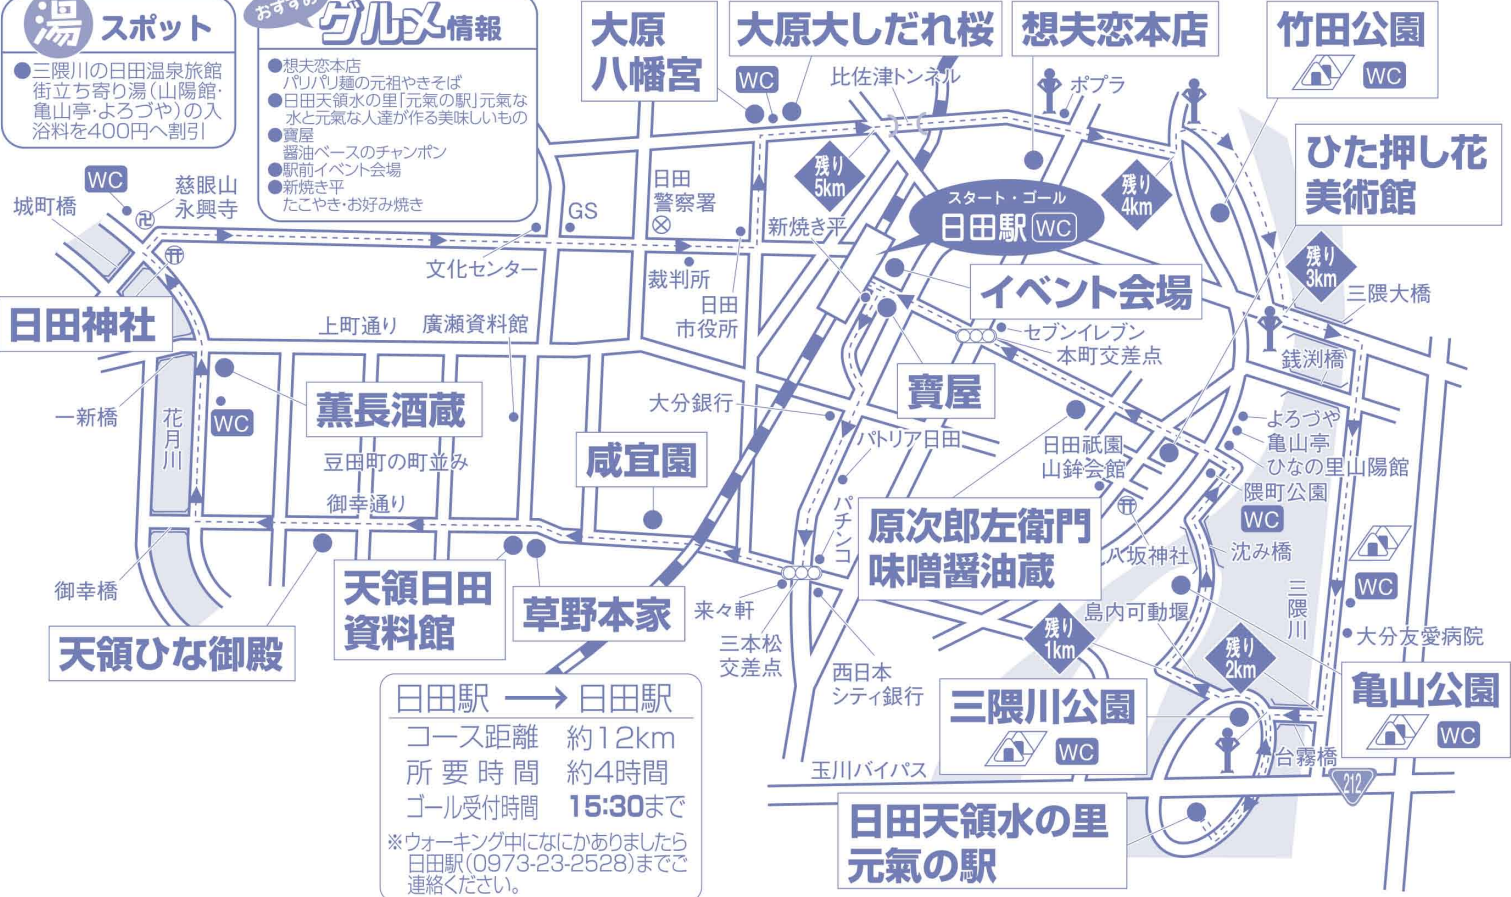 湯 スポット
●三隈川の日田温泉旅館
街立ち寄り湯(山陽館・
亀山亭・よろづや)の入
浴料を400円へ割引
おすすめ
グルメ情報
●想夫恋本店
パリパリ麺の元祖やきそば
●日田天領水の里「元氣の駅」元氣な
水と元氣な人達が作る美味しいもの
●寶屋
醤油ベースのチャンポン
●駅前イベント会場
●新焼き平
たこやき・お好み焼き
大原
八幡宮
大原大しだれ桜
WC
比佐津トンネル
想夫恋本店
ポプラ
竹田公園
WC
ひた押し花
美術館
残り
5km
残り
4km
残り
3km
スタート・ゴール
日田駅 WC
新焼き平
イベント会場
三隈大橋
セブンイレブン
本町交差点
銭渕橋
WC
慈眼山
永興寺
城町橋
日田神社
文化センター
GS
日田
警察署
裁判所
日田
市役所
上町通り
廣瀬資料館
一新橋
花月川
薫長酒蔵
WC
豆田町の町並み
御幸通り
咸宜園
大分銀行
パトリア日田
パチンコ
寶屋
日田祇園
山鉾会館
よろづや
亀山亭
ひなの里山陽館
隈町公園
WC
原次郎左衛門
味噌醤油蔵
八坂神社
沈み橋
三隈川
WC
大分友愛病院
御幸橋
天領ひな御殿
天領日田
資料館
草野本家
来々軒
三本松
交差点
西日本
シティ銀行
島内可動堰
残り
1km
残り
2km
三隈川公園
WC
亀山公園
WC
台霧橋
玉川バイパス
212
日田天領水の里
元氣の駅
日田駅 → 日田駅
コース距離 約12km
所要時間 約4時間
ゴール受付時間 15:30まで
※ウォーキング中になにかありましたら
日田駅(0973-23-2528)までご
連絡ください。